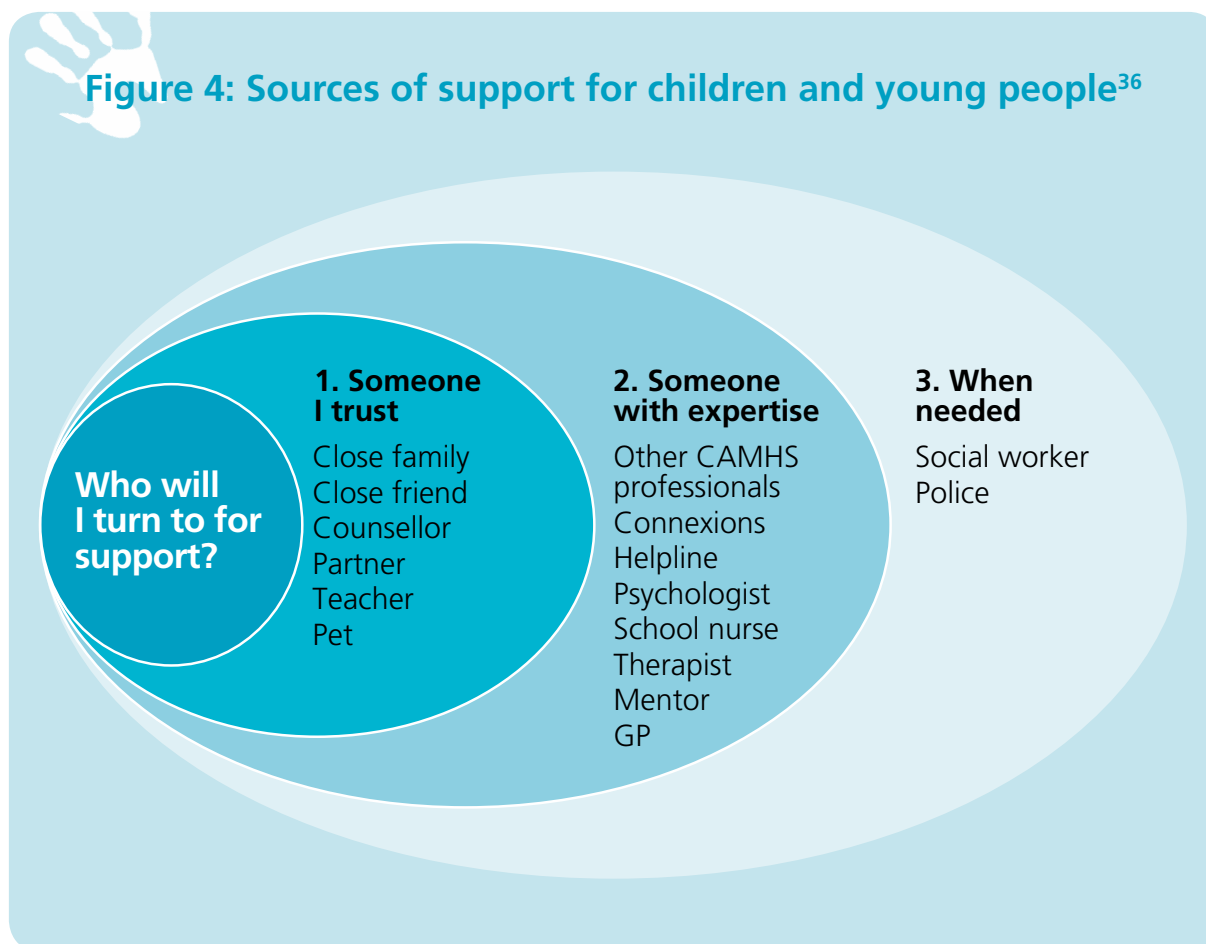 Figure 4: Sources of support for children and young people36
Who will
I turn to for
support?
1. Someone
I trust
Close family
Close friend
Counsellor
Partner
Teacher
Pet
2. Someone
with expertise
Other CAMHS
professionals
Connexions
Helpline
Psychologist
School nurse
Therapist
Mentor
GP
3. When
needed
Social worker
Police